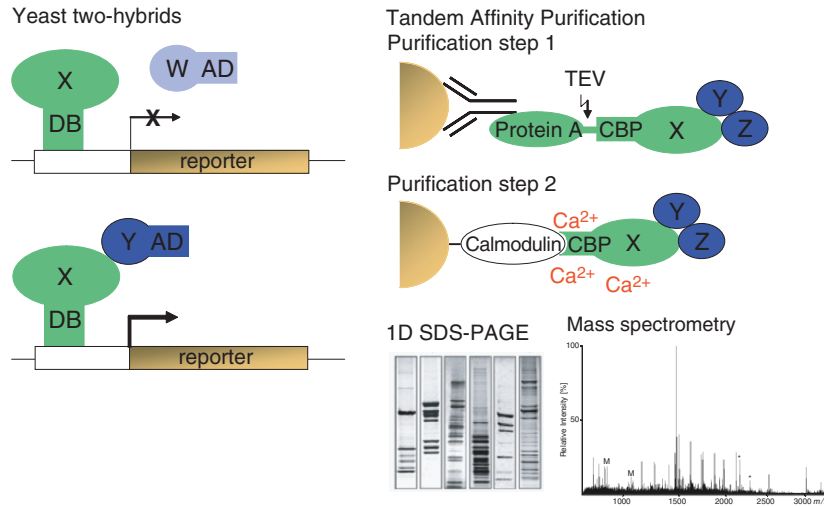 Yeast two-hybrids
X
DB
W AD
X
reporter
Y AD
X
DB
reporter
Tandem Affinity Purification
Purification step 1
TEV
Protein A
CBP
X
Y
Z
Purification step 2
Ca2+
Calmodulin
CBP
X
Y
Z
Ca2+
Ca2+
1D SDS-PAGE
Mass spectrometry
100
50
0
Relative Intensity [%]
M
M
*
*
1000
1500
2000
2500
3000 m/